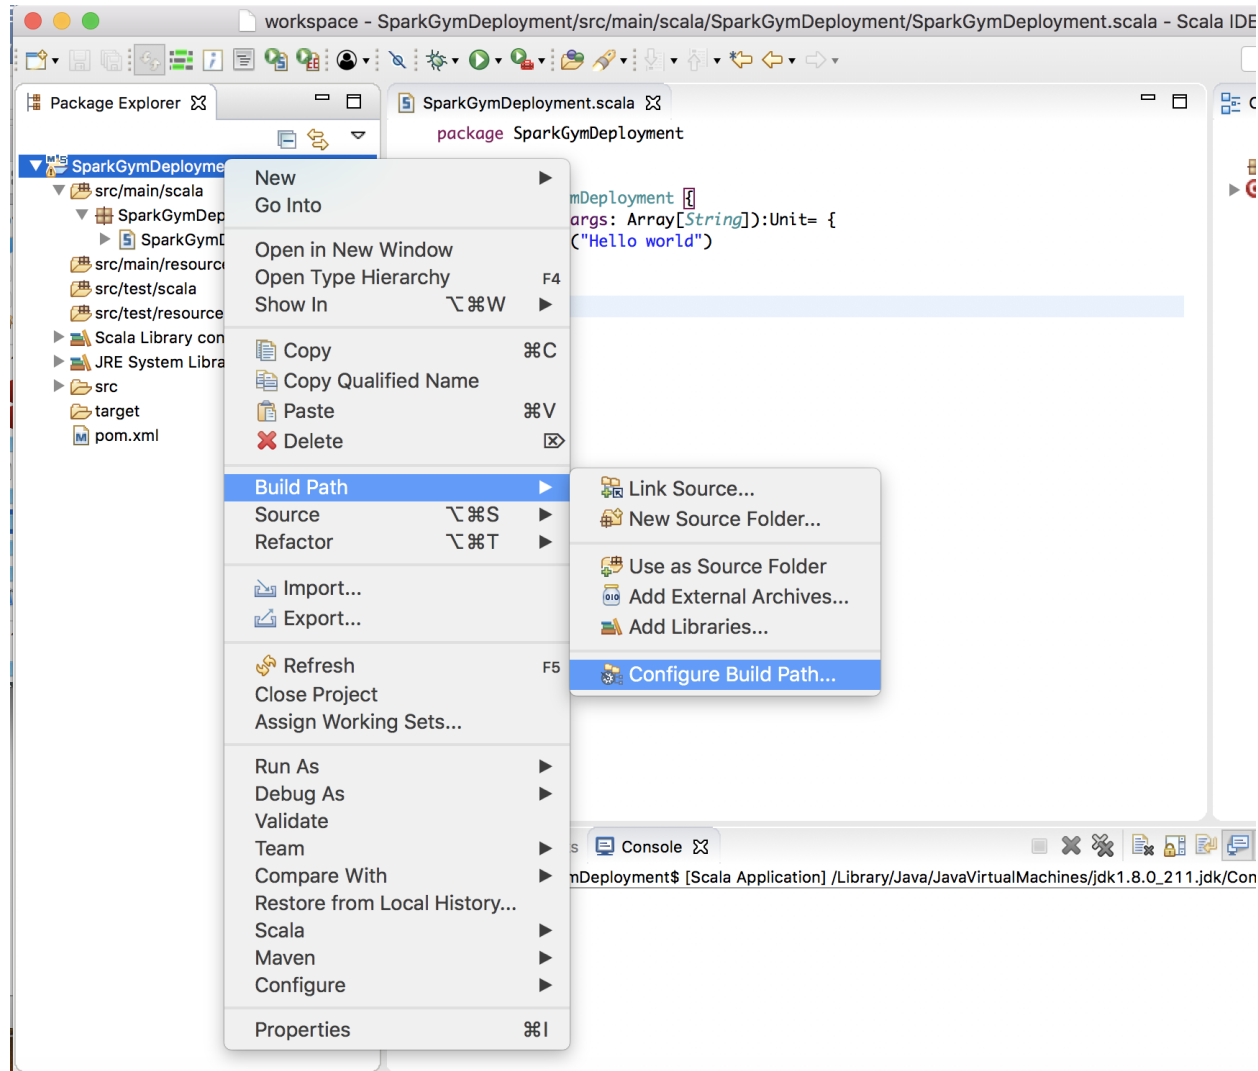 workspace - SparkGymDeployment/src/main/scala/SparkGymDeployment/SparkGymDeployment.scala - Scala IDE
Package Explorer
SparkGymDeployme
src/main/scala
SparkGymDep
SparkGymD
src/main/resourc
src/test/scala
src/test/resource
Scala Library con
JRE System Libra
src
target
pom.xml
SparkGymDeployment.scala
package SparkGymDeployment
mDeployment {
args: Array[String]):Unit= {
("Hello world")
New
Go Into
Open in New Window
Open Type Hierarchy F4
Show In ⌥⌘W
Copy ⌘C
Copy Qualified Name
Paste ⌘V
Delete ⌦
Build Path
Source ⌥⌘S
Refactor ⌥⌘T
Import...
Export...
Refresh F5
Close Project
Assign Working Sets...
Run As
Debug As
Validate
Team
Compare With
Restore from Local History...
Scala
Maven
Configure
Properties ⌘I
Link Source...
New Source Folder...
Use as Source Folder
Add External Archives...
Add Libraries...
Configure Build Path...
s
Console
mDeployment$ [Scala Application] /Library/Java/JavaVirtualMachines/jdk1.8.0_211.jdk/Con